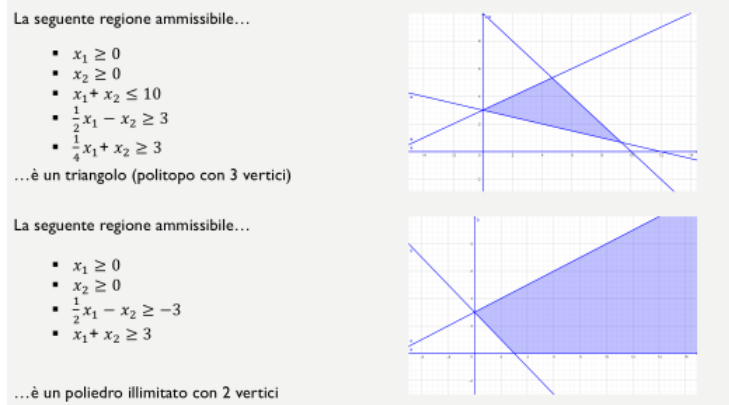 La seguente regione ammissibile…
▪ x₁ ≥ 0
▪ x₂ ≥ 0
▪ x₁+ x₂ ≤ 10
▪ ½x₁ − x₂ ≥ 3
▪ ¼x₁+ x₂ ≥ 3
…è un triangolo (politopo con 3 vertici)
La seguente regione ammissibile…
▪ x₁ ≥ 0
▪ x₂ ≥ 0
▪ ½x₁ − x₂ ≥ −3
▪ x₁+ x₂ ≥ 3
…è un poliedro illimitato con 2 vertici